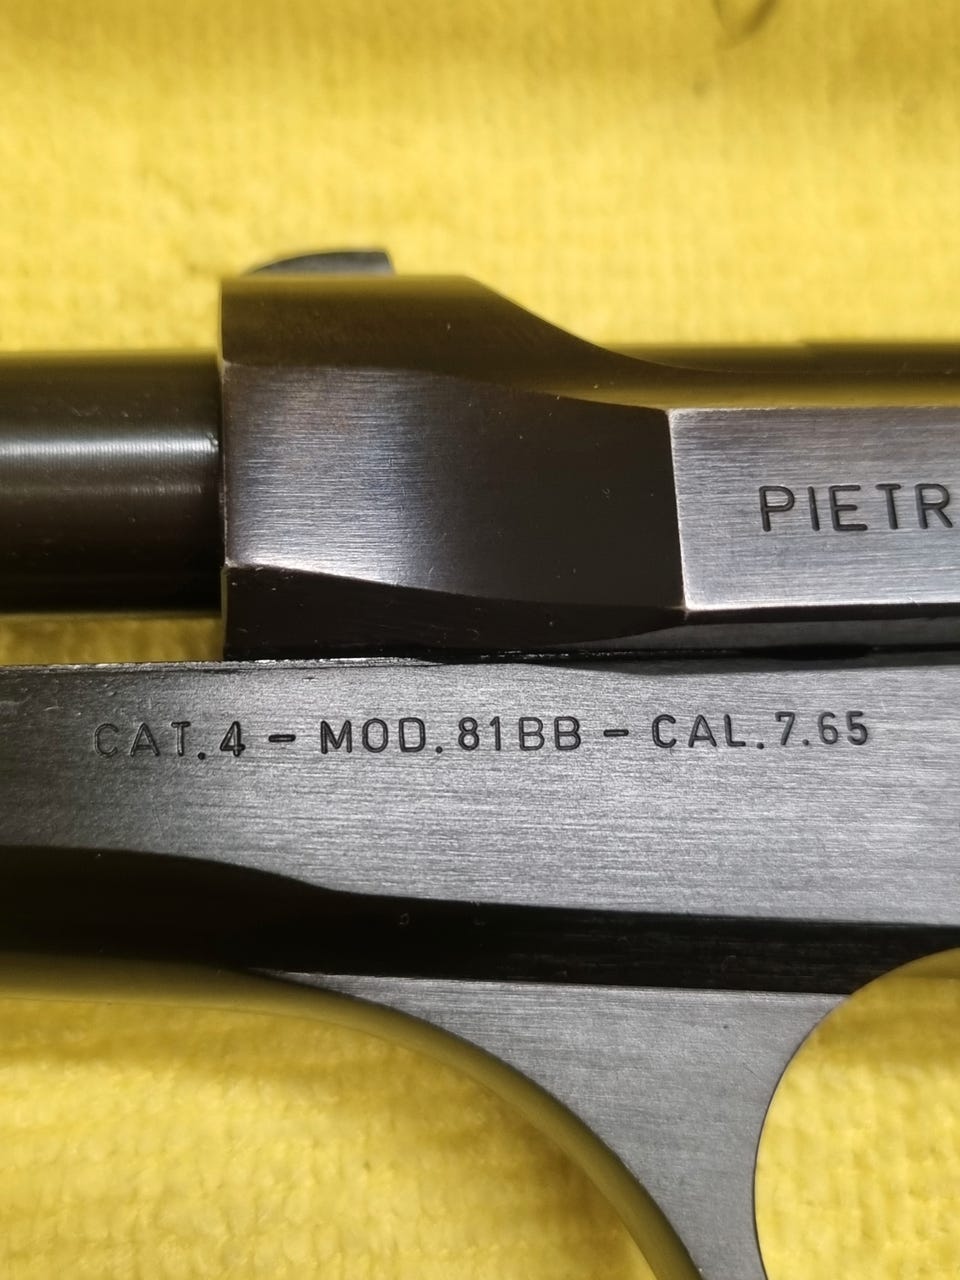 PIETR
CAT.4 - MOD.81BB - CAL.7.65